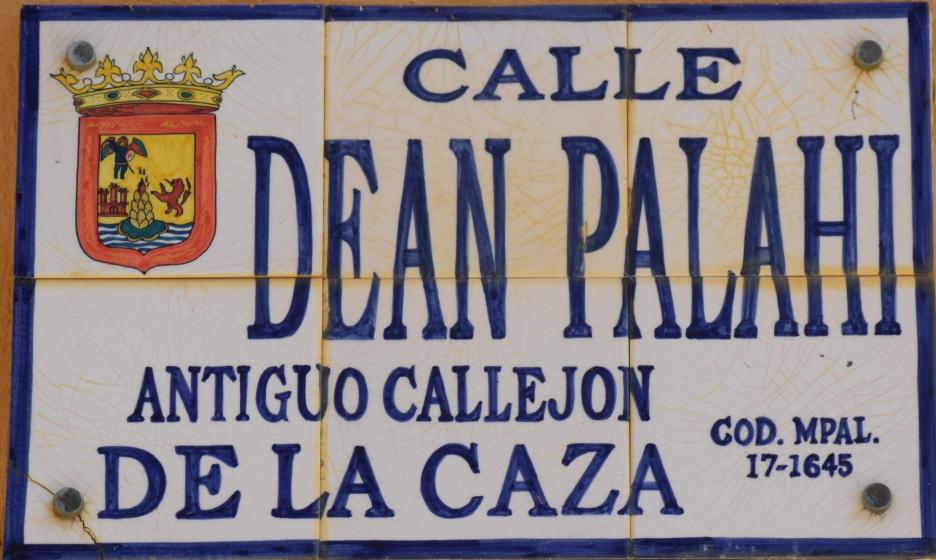 CALLE
DEAN PALAHI
ANTIGUO CALLEJON
DE LA CAZA
COD. MPAL.
17-1645